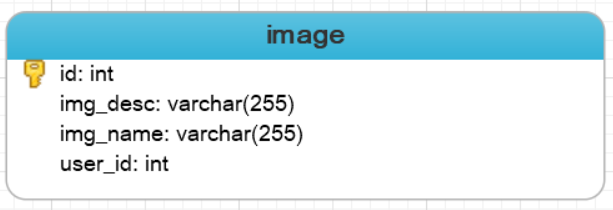 image
id: int
img_desc: varchar(255)
img_name: varchar(255)
user_id: int